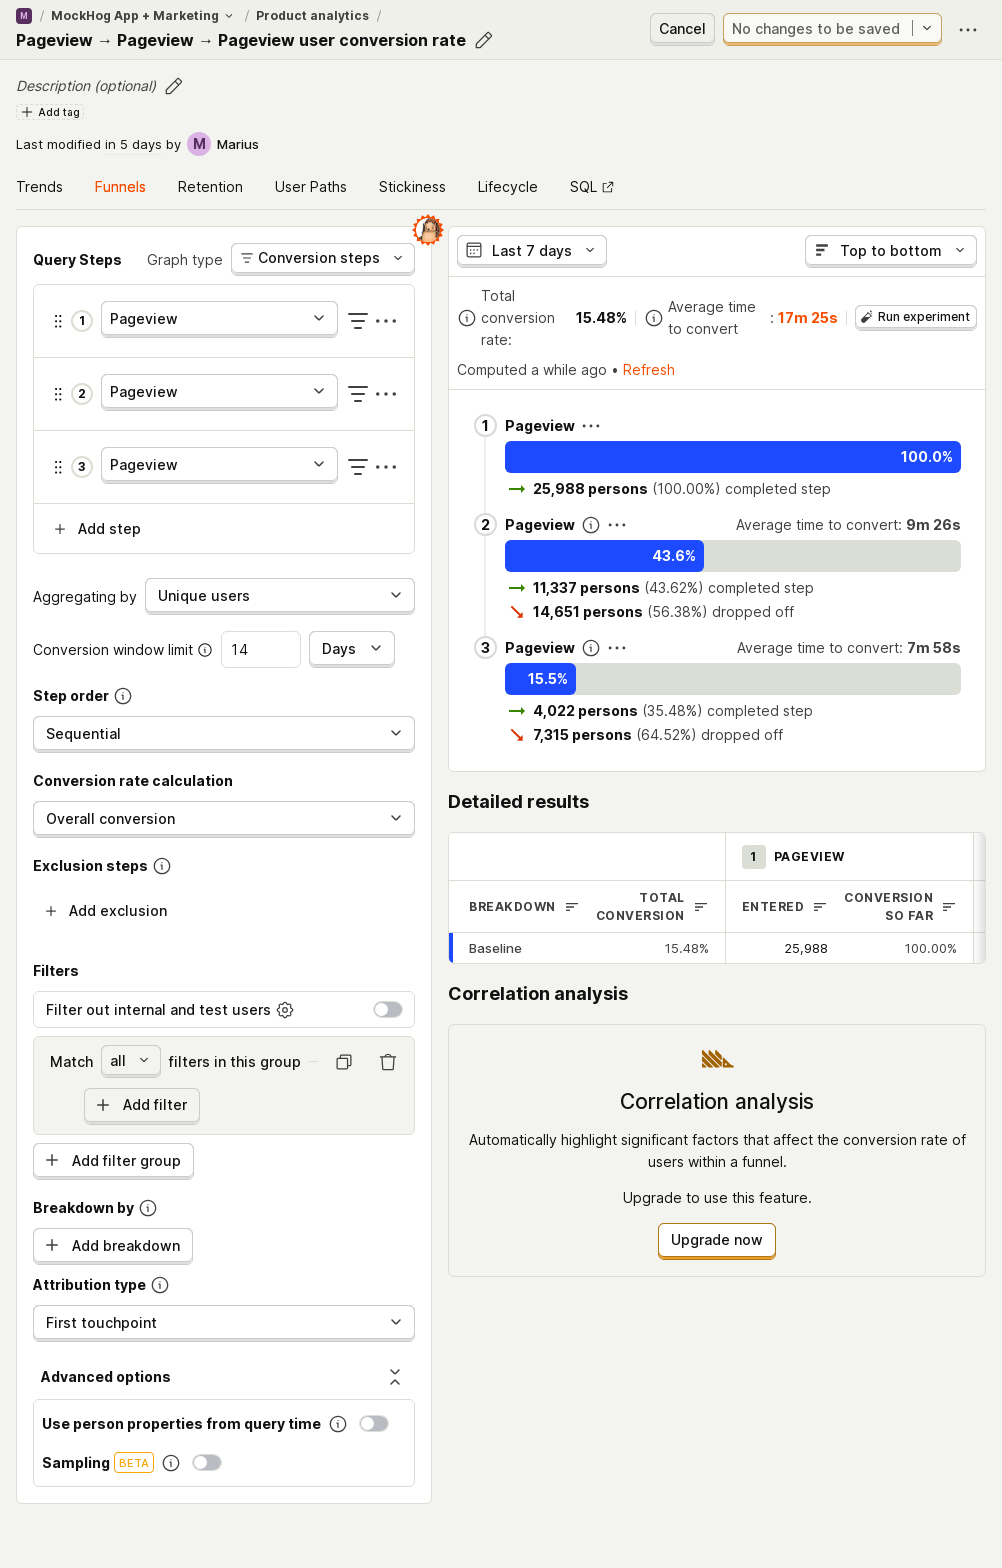 M / MockHog App + Marketing / Product analytics /
Pageview → Pageview → Pageview user conversion rate
Cancel
No changes to be saved
Description (optional)
Add tag
Last modified in 5 days by M Marius
Trends Funnels Retention User Paths Stickiness Lifecycle SQL
Query Steps Graph type Conversion steps
1 Pageview
2 Pageview
3 Pageview
Add step
Aggregating by Unique users
Conversion window limit 14 Days
Step order
Sequential
Conversion rate calculation
Overall conversion
Exclusion steps
Add exclusion
Filters
Filter out internal and test users
Match all filters in this group
Add filter
Add filter group
Breakdown by
Add breakdown
Attribution type
First touchpoint
Advanced options
Use person properties from query time
Sampling BETA
Last 7 days Top to bottom
Total
conversion
rate:
15.48%
Average time
to convert
: 17m 25s
Run experiment
Computed a while ago • Refresh
1 Pageview
100.0%
25,988 persons (100.00%) completed step
2 Pageview Average time to convert: 9m 26s
43.6%
11,337 persons (43.62%) completed step
14,651 persons (56.38%) dropped off
3 Pageview Average time to convert: 7m 58s
15.5%
4,022 persons (35.48%) completed step
7,315 persons (64.52%) dropped off
Detailed results
1 PAGEVIEW
BREAKDOWN
TOTAL
CONVERSION
ENTERED
CONVERSION
SO FAR
Baseline 15.48% 25,988 100.00%
Correlation analysis
Correlation analysis
Automatically highlight significant factors that affect the conversion rate of
users within a funnel.
Upgrade to use this feature.
Upgrade now